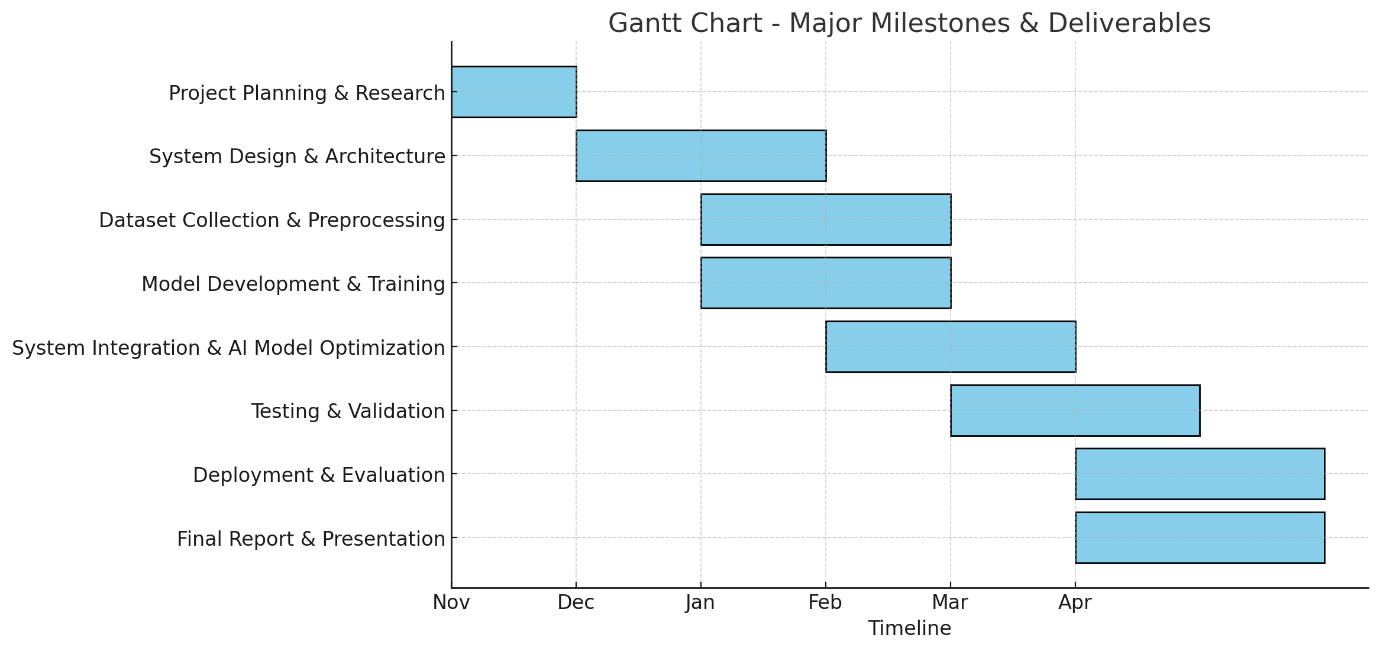 Gantt Chart - Major Milestones & Deliverables
Project Planning & Research
System Design & Architecture
Dataset Collection & Preprocessing
Model Development & Training
System Integration & AI Model Optimization
Testing & Validation
Deployment & Evaluation
Final Report & Presentation
Nov Dec Jan Feb Mar Apr
Timeline